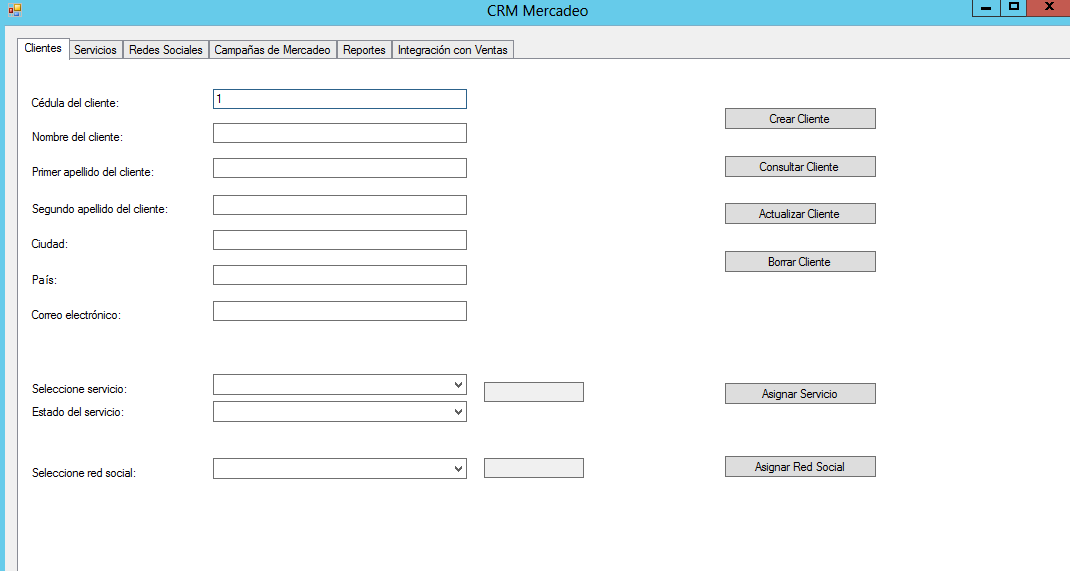 CRM Mercadeo
Clientes Servicios Redes Sociales Campañas de Mercadeo Reportes Integración con Ventas
Cédula del cliente: 1
Crear Cliente
Nombre del cliente:
Consultar Cliente
Primer apellido del cliente:
Segundo apellido del cliente:
Actualizar Cliente
Ciudad:
Borrar Cliente
País:
Correo electrónico:
Seleccione servicio:
Asignar Servicio
Estado del servicio:
Seleccione red social:
Asignar Red Social